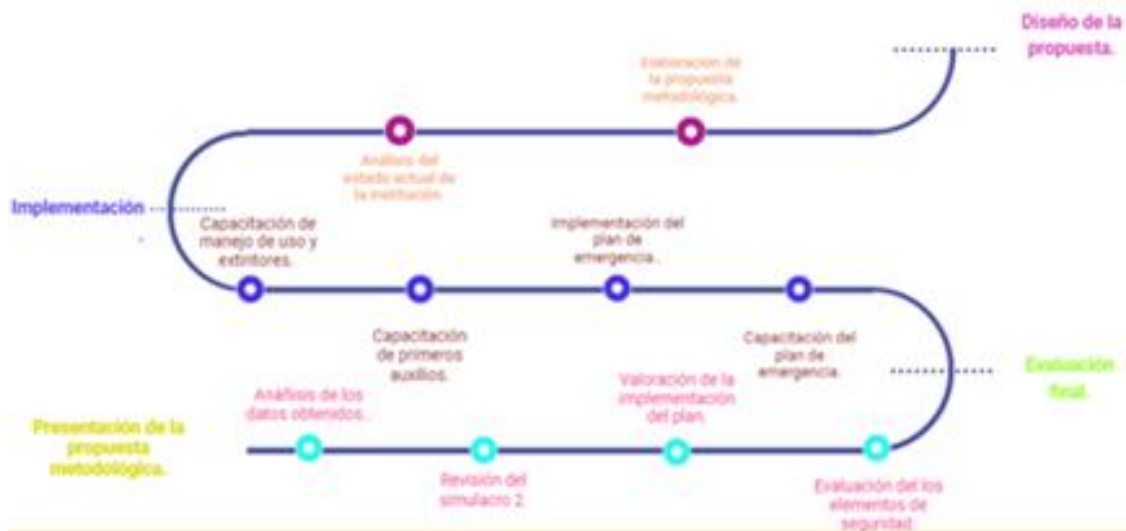 Diseño de la
propuesta.
Elaboración de
la propuesta
metodológica.
Análisis del
estado actual de
la institución.
Implementación
.
Capacitación de
manejo de uso y
extintores.
Implementación del
plan de
emergencia..
Capacitación
de primeros
auxilios.
Capacitación del
plan de
emergencia.
Evaluación
final.
Análisis de los
datos obtenidos..
Valoración de la
implementación
del plan.
Presentación de la
propuesta
metodológica.
Revisión del
simulacro 2.
Evaluación del los
elementos de
seguridad.